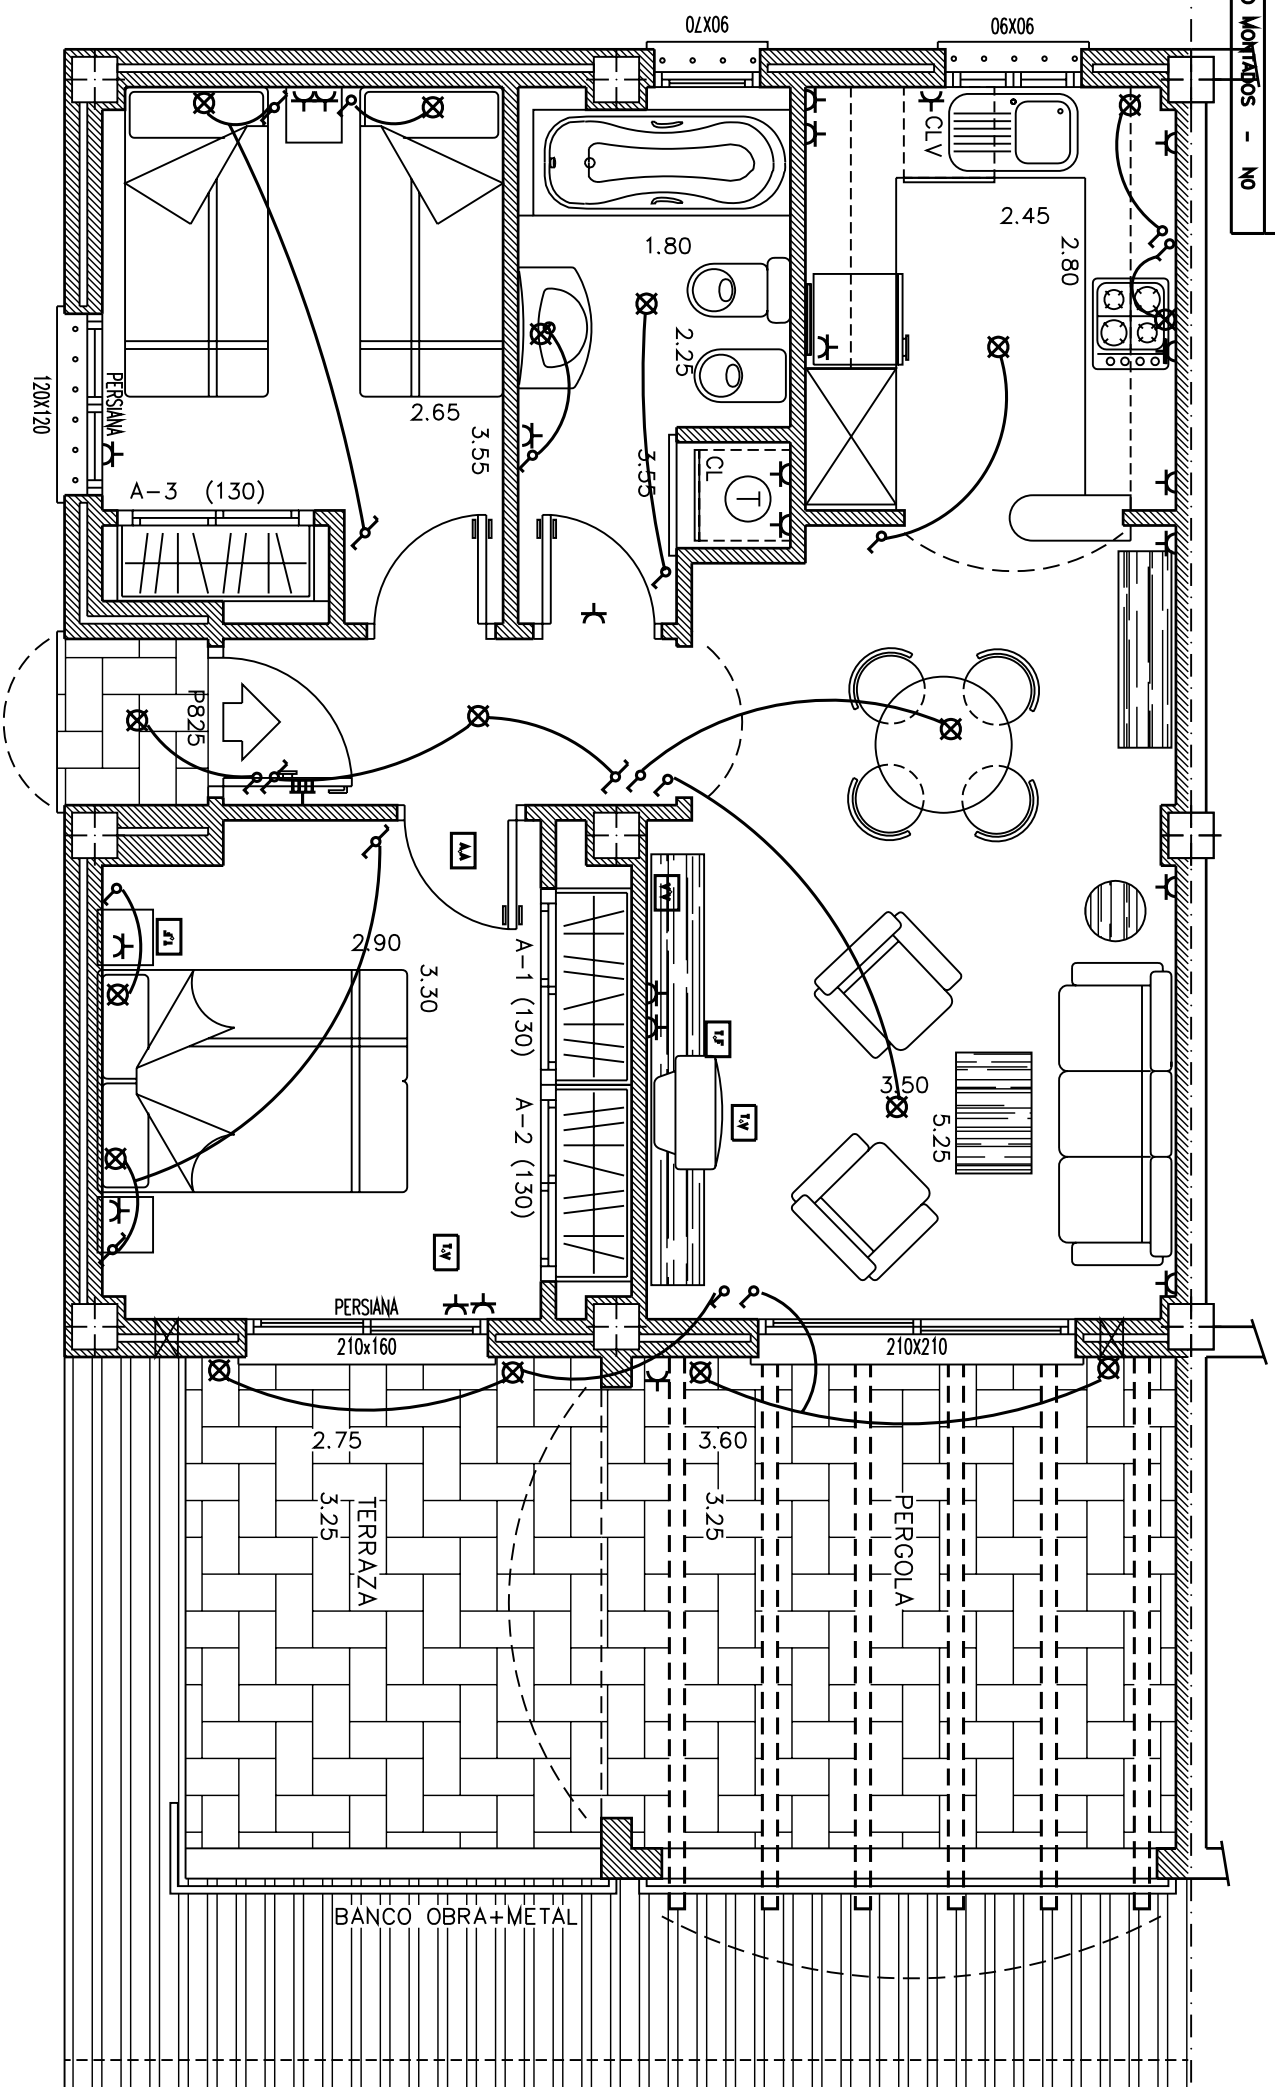 O MONTADOS - NO
90X70
90X60
CLV
2.45
2.80
1.80
2.25
120X120
PERSIANA
2.65
3.55
3.55
CL
T
A-3 (130)
P825
2.90
3.30
A-1 (130)
A-2 (130)
T.F
T.V
3.50
5.25
T.V
PERSIANA
210x160
210X210
2.75
3.25
TERRAZA
3.60
3.25
PERGOLA
BANCO OBRA+METAL